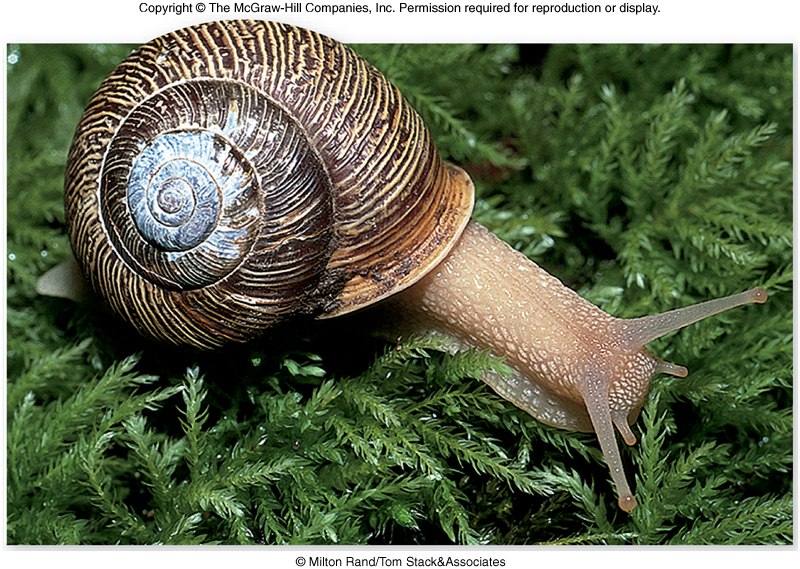 Copyright © The McGraw-Hill Companies, Inc. Permission required for reproduction or display.
© Milton Rand/Tom Stack&Associates